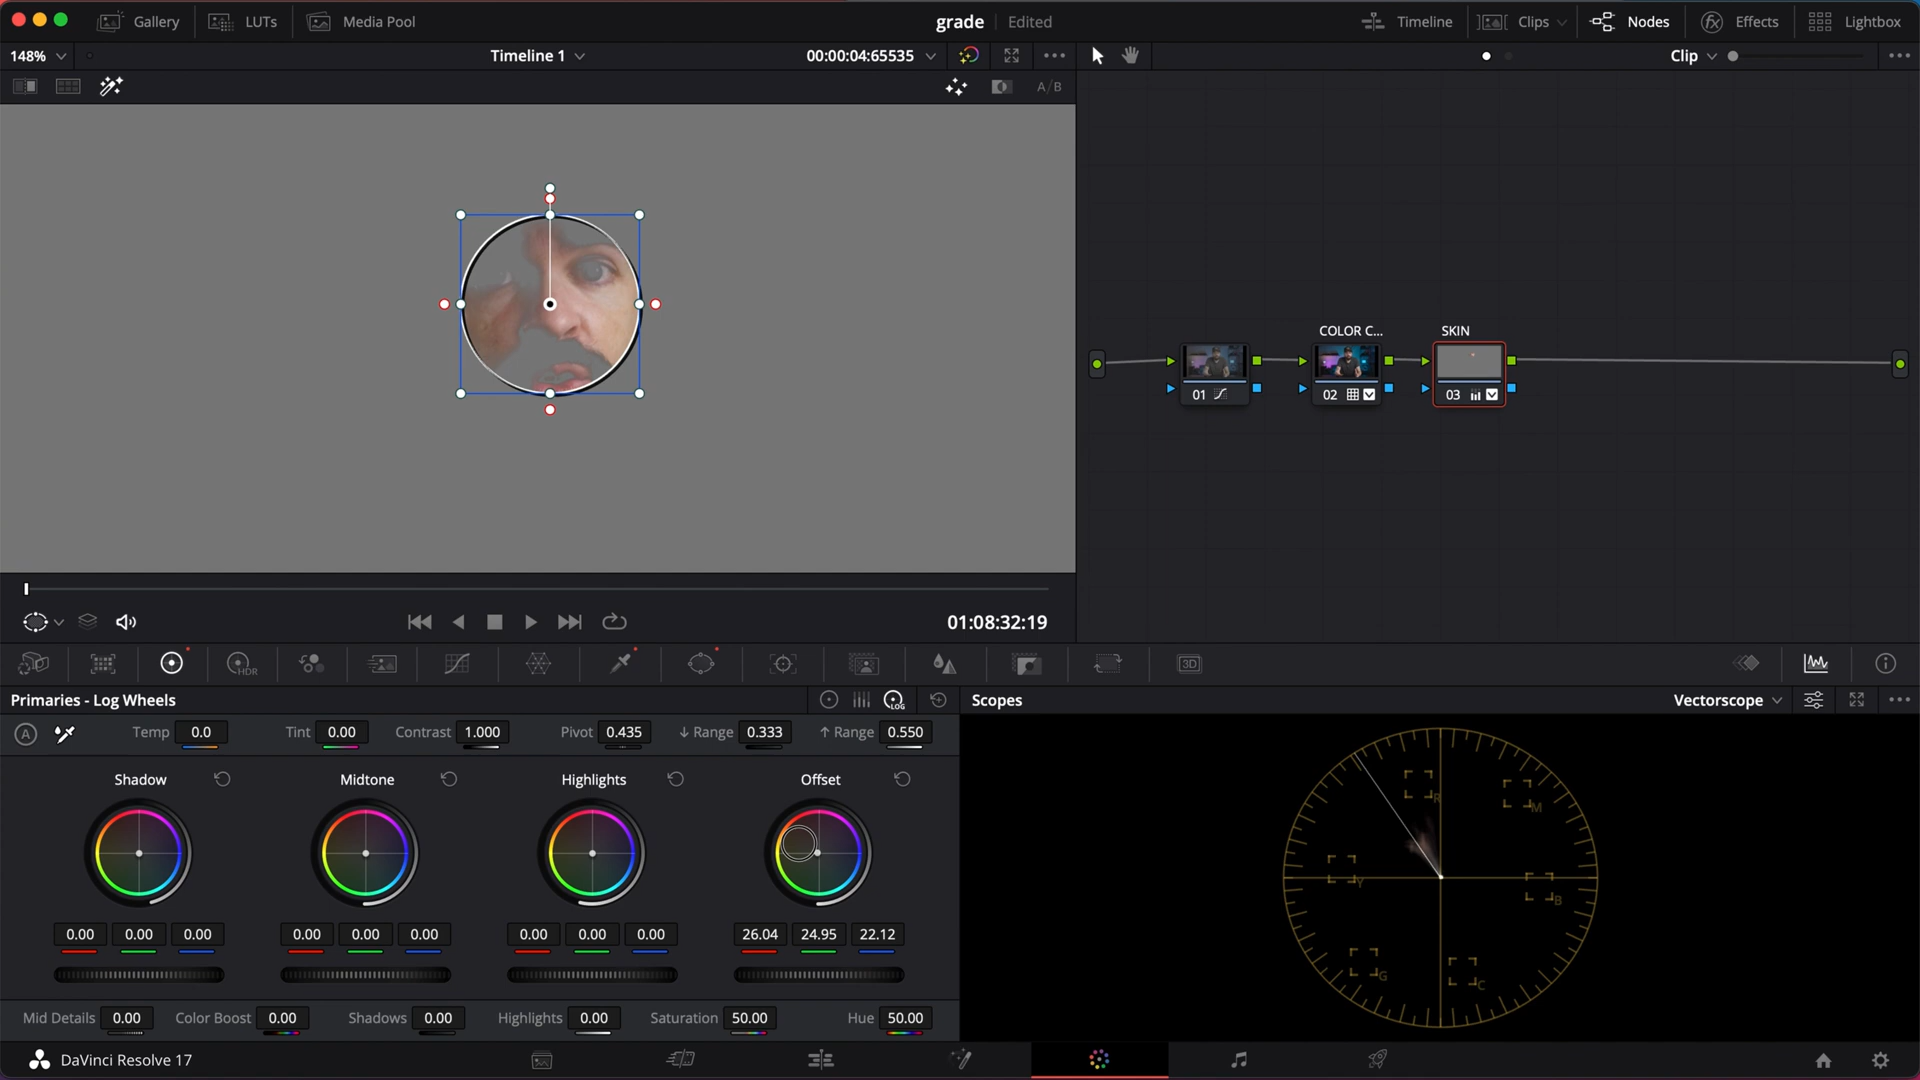 Gallery LUTs Media Pool grade Edited Timeline Clips Nodes fx Effects Lightbox
148% Timeline 1 00:00:04:65535 Clip
A/B
COLOR C... SKIN
01 02 03
01:08:32:19
HDR 3D
Primaries - Log Wheels LOG Scopes Vectorscope
A Temp 0.0 Tint 0.00 Contrast 1.000 Pivot 0.435 ↓ Range 0.333 ↑ Range 0.550
Shadow Midtone Highlights Offset
R M
Y B
0.00 0.00 0.00 0.00 0.00 0.00 0.00 0.00 0.00 26.04 24.95 22.12
G C
Mid Details 0.00 Color Boost 0.00 Shadows 0.00 Highlights 0.00 Saturation 50.00 Hue 50.00
DaVinci Resolve 17